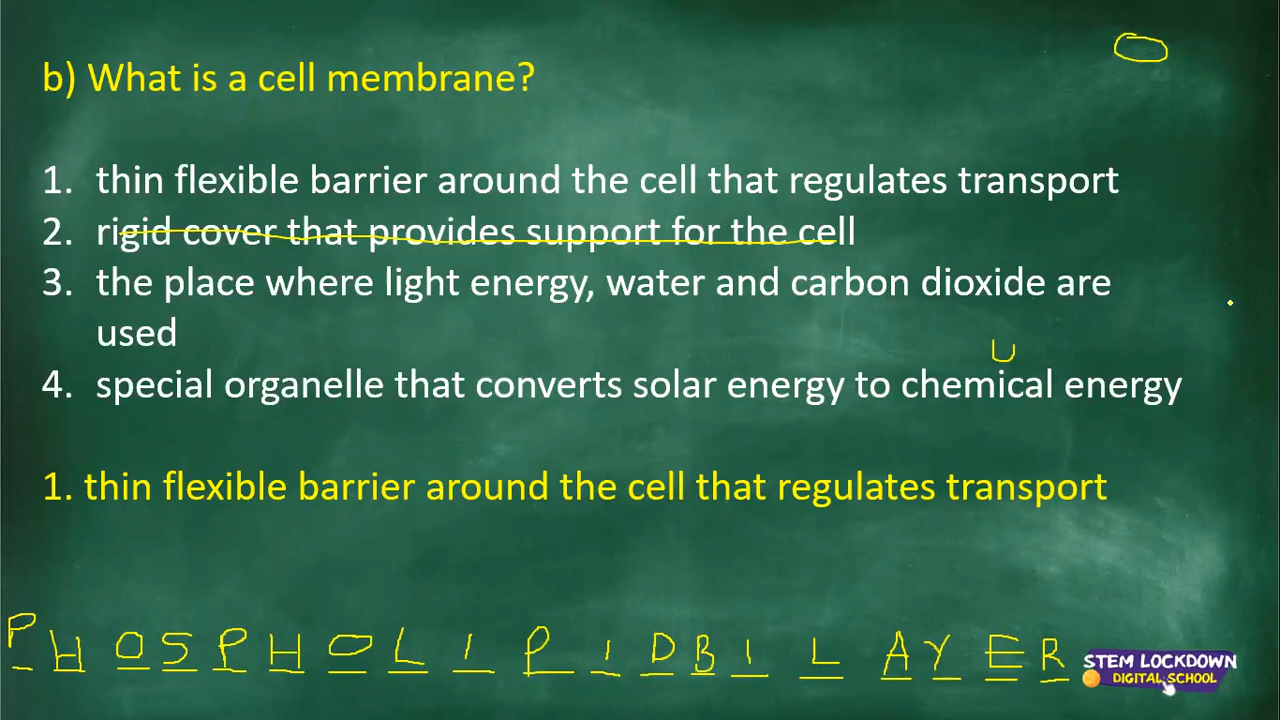 b) What is a cell membrane?
1. thin flexible barrier around the cell that regulates transport
2. rigid cover that provides support for the cell
3. the place where light energy, water and carbon dioxide are
used
U
4. special organelle that converts solar energy to chemical energy
1. thin flexible barrier around the cell that regulates transport
PHOSPHOLIPIDBILAYER
STEM LOCKDOWN
DIGITAL SCHOOL